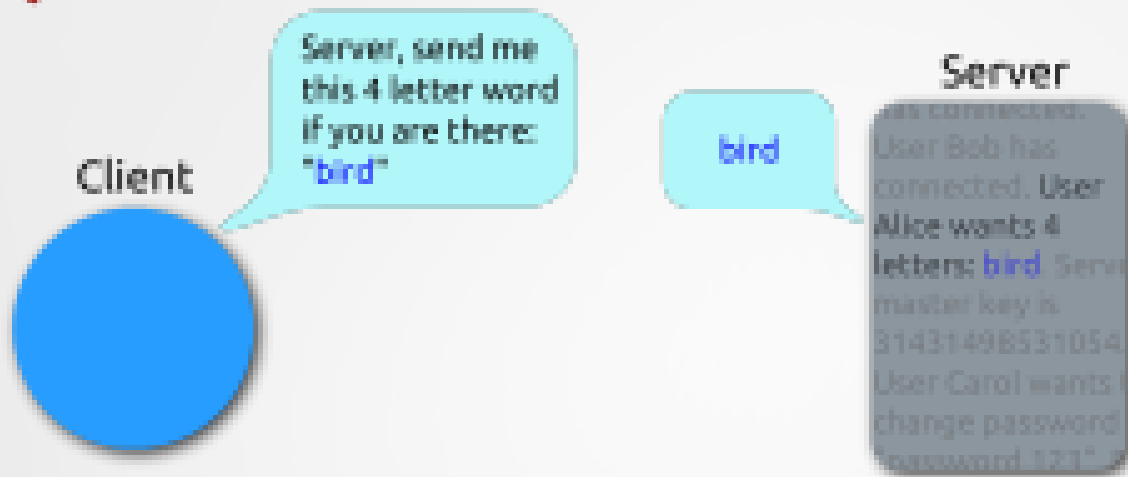 Server, send me
this 4 letter word
if you are there:
"bird"
Client
bird
Server
has connected.
User Bob has
connected. User
Alice wants 4
letters: bird. Serve
master key is
31431498531054
User Carol wants
change password
"password 123".